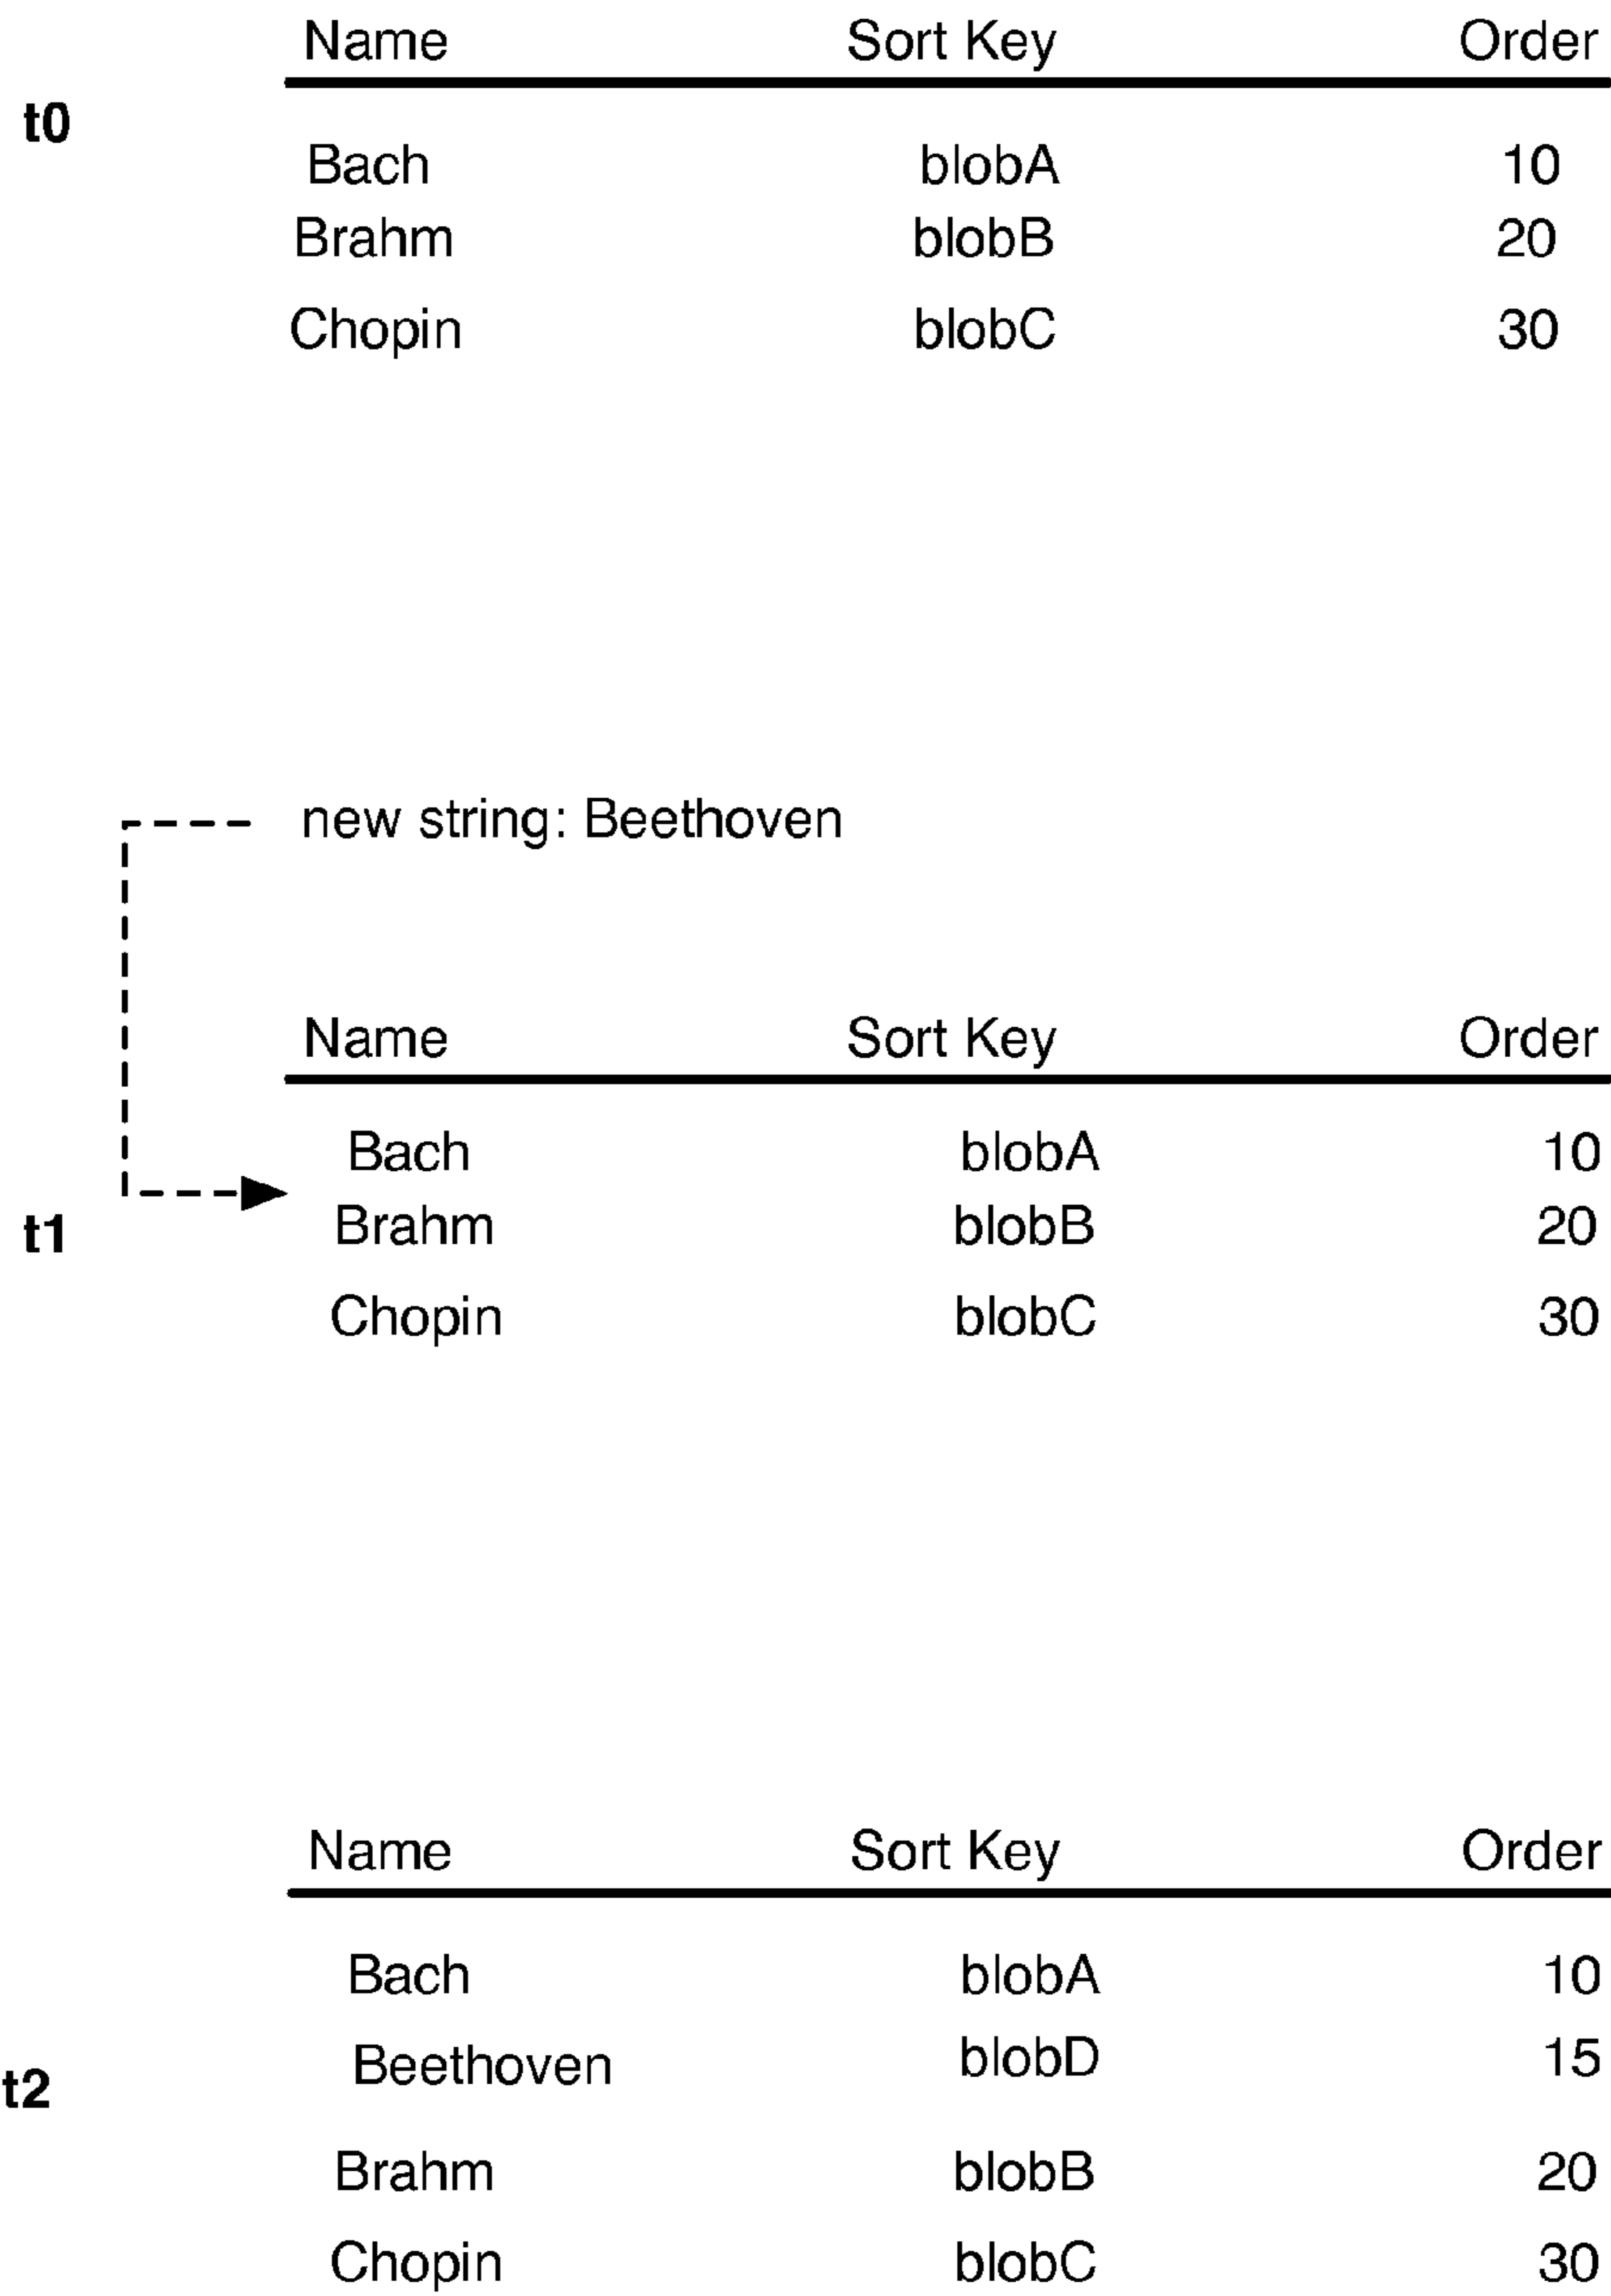 Name Sort Key Order
t0
Bach blobA 10
Brahm blobB 20
Chopin blobC 30
new string: Beethoven
Name Sort Key Order
Bach blobA 10
t1
Brahm blobB 20
Chopin blobC 30
Name Sort Key Order
Bach blobA 10
Beethoven blobD 15
t2
Brahm blobB 20
Chopin blobC 30